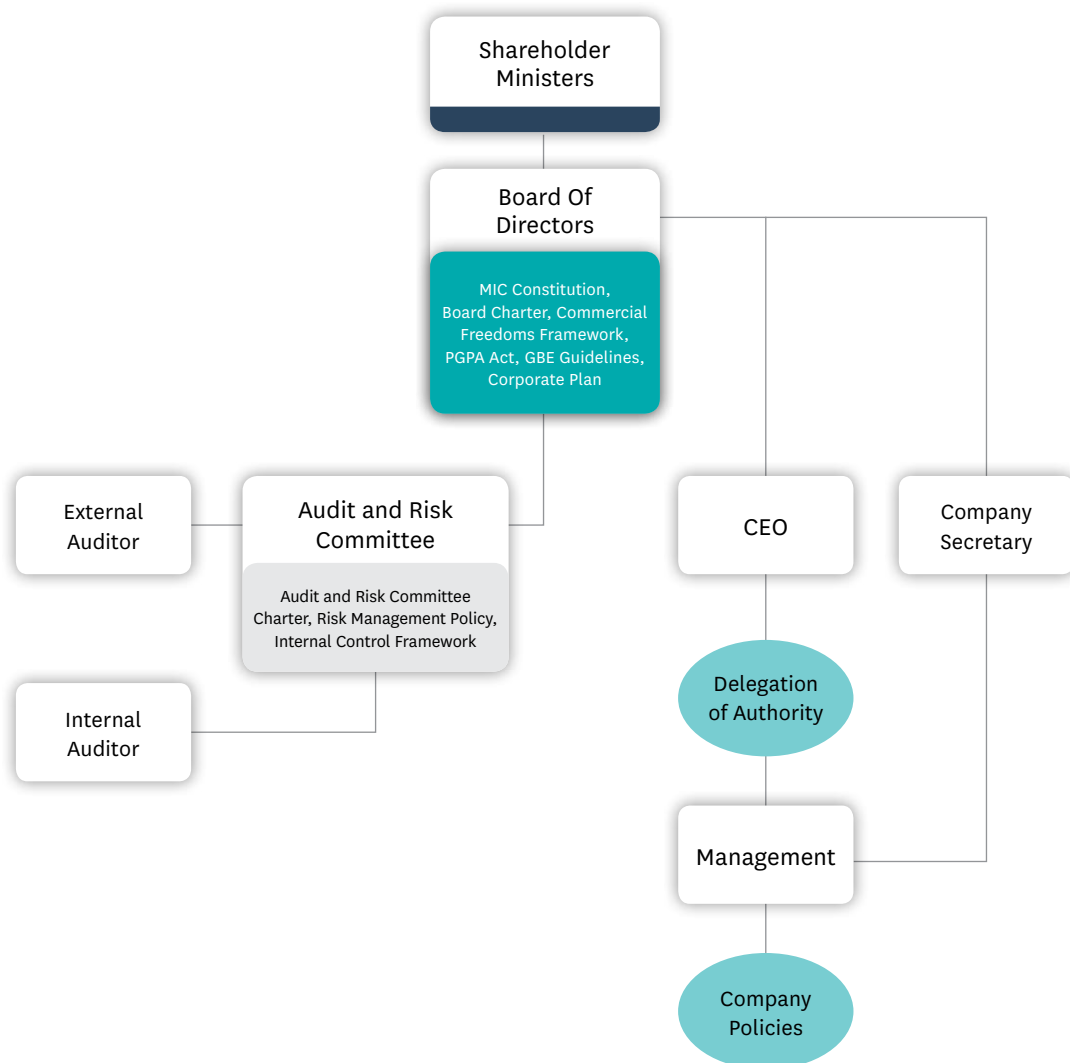 Shareholder
Ministers
Board Of
Directors
MIC Constitution,
Board Charter, Commercial
Freedoms Framework,
PGPA Act, GBE Guidelines,
Corporate Plan
External
Auditor
Audit and Risk
Committee
Audit and Risk Committee
Charter, Risk Management Policy,
Internal Control Framework
Internal
Auditor
CEO
Company
Secretary
Delegation
of Authority
Management
Company
Policies